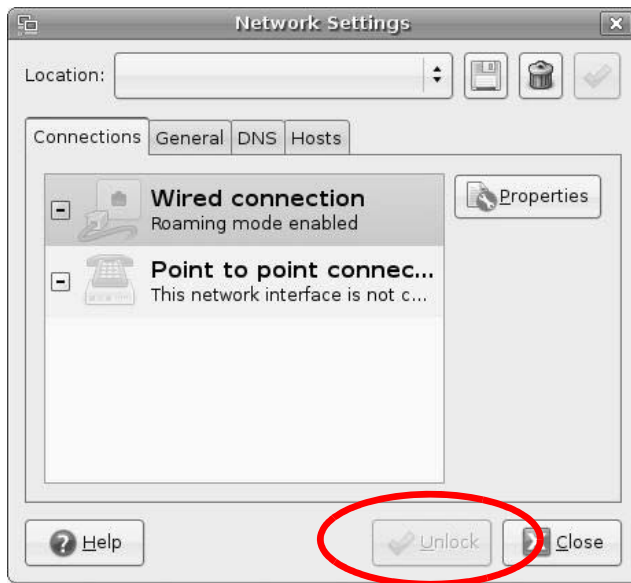 Network Settings
Location:
Connections General DNS Hosts
Wired connection
Roaming mode enabled
Properties
Point to point connec...
This network interface is not c...
Help
Unlock
Close